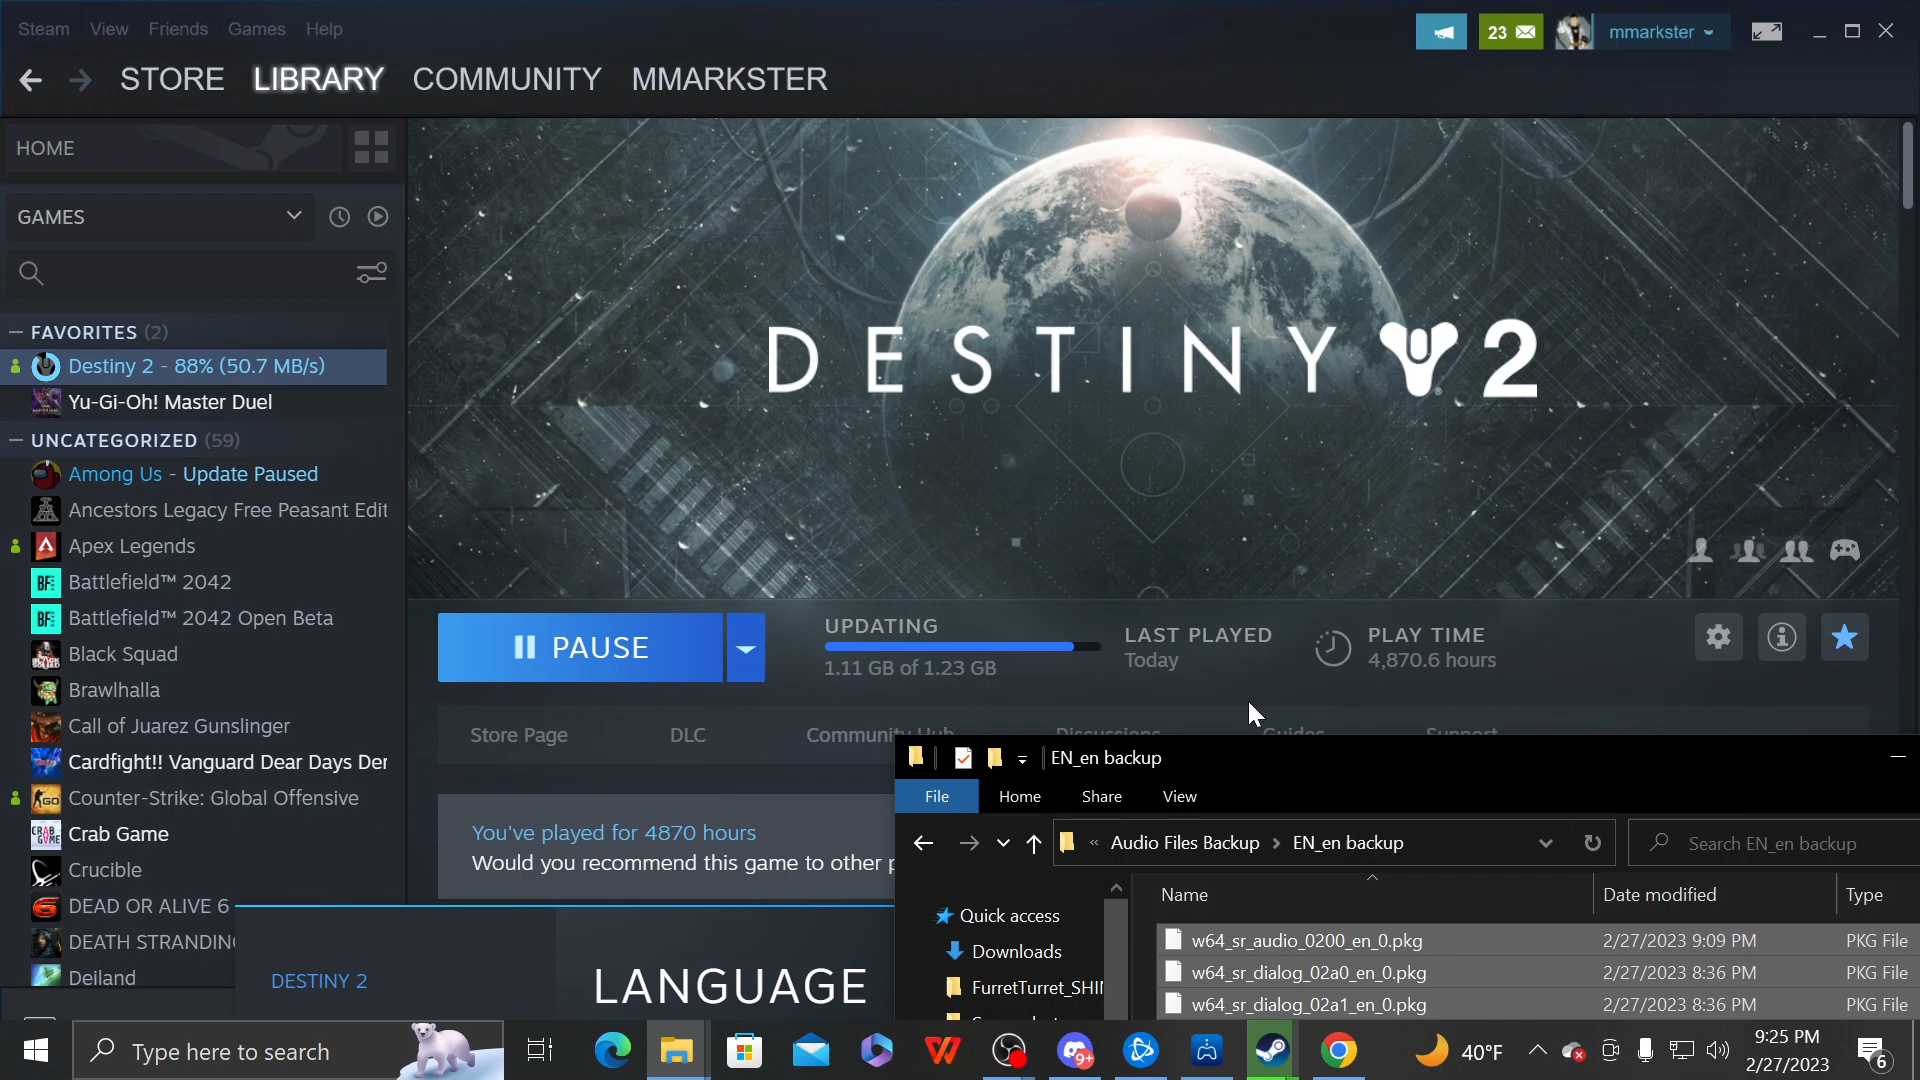 Steam View Friends Games Help
23 mmarkster
STORE LIBRARY COMMUNITY MMARKSTER
HOME
GAMES
FAVORITES (2)
Destiny 2 - 88% (50.7 MB/s)
Yu-Gi-Oh! Master Duel
UNCATEGORIZED (59)
Among Us - Update Paused
Ancestors Legacy Free Peasant Edit
Apex Legends
Battlefield™ 2042
Battlefield™ 2042 Open Beta
Black Squad
Brawlhalla
Call of Juarez Gunslinger
Cardfight!! Vanguard Dear Days Der
Counter-Strike: Global Offensive
Crab Game
Crucible
DEAD OR ALIVE 6
DEATH STRANDING
Deiland
DESTINY 2
PAUSE
UPDATING
1.11 GB of 1.23 GB
LAST PLAYED
Today
PLAY TIME
4,870.6 hours
Store Page DLC Community Hub Discussions Guides Support
You've played for 4870 hours
Would you recommend this game to other p
DESTINY 2
LANGUAGE
EN_en backup
File Home Share View
« Audio Files Backup > EN_en backup
Search EN_en backup
Name Date modified Type
Quick access
Downloads
FurretTurret_SHI
w64_sr_audio_0200_en_0.pkg 2/27/2023 9:09 PM PKG File
w64_sr_dialog_02a0_en_0.pkg 2/27/2023 8:36 PM PKG File
w64_sr_dialog_02a1_en_0.pkg 2/27/2023 8:36 PM PKG File
Type here to search
9+
40°F
9:25 PM
2/27/2023
6